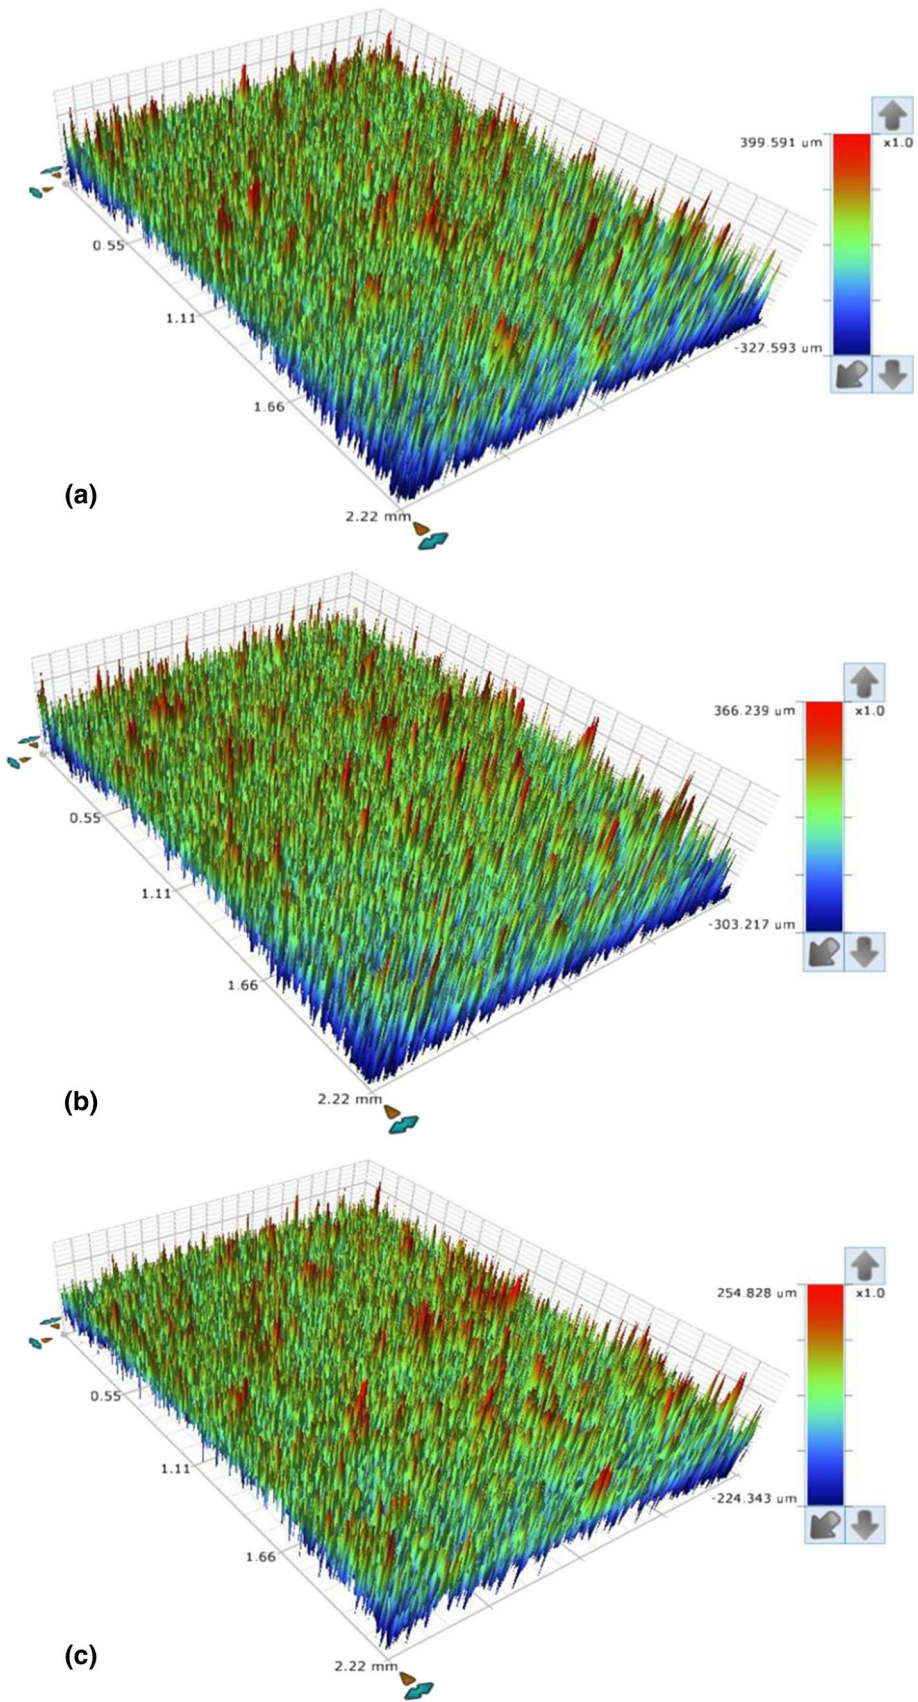 399.591 um
x1.0
0.55
1.11
-327.593 um
1.66
(a)
2.22 mm
366.239 um
x1.0
0.55
1.11
-303.217 um
1.66
(b)
2.22 mm
254.828 um
x1.0
0.55
1.11
-224.343 um
1.66
(c)
2.22 mm